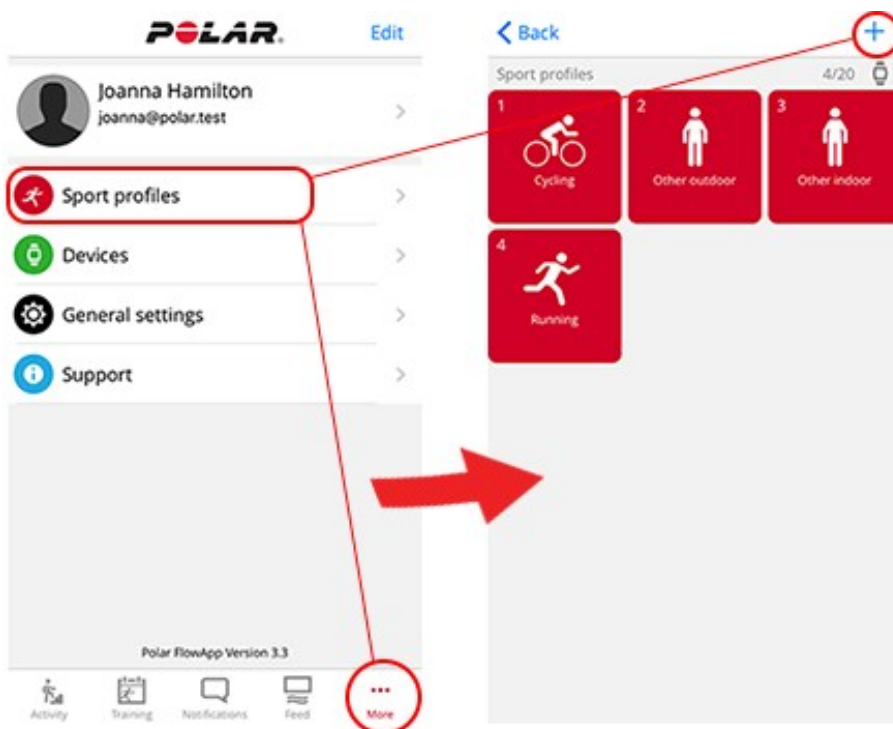 POLAR.
Edit
Joanna Hamilton
joanna@polar.test
Sport profiles
Devices
General settings
Support
Polar FlowApp Version 3.3
Activity
Training
Notifications
Feed
More
Back
+
Sport profiles
4/20
1
Cycling
2
Other outdoor
3
Other indoor
4
Running